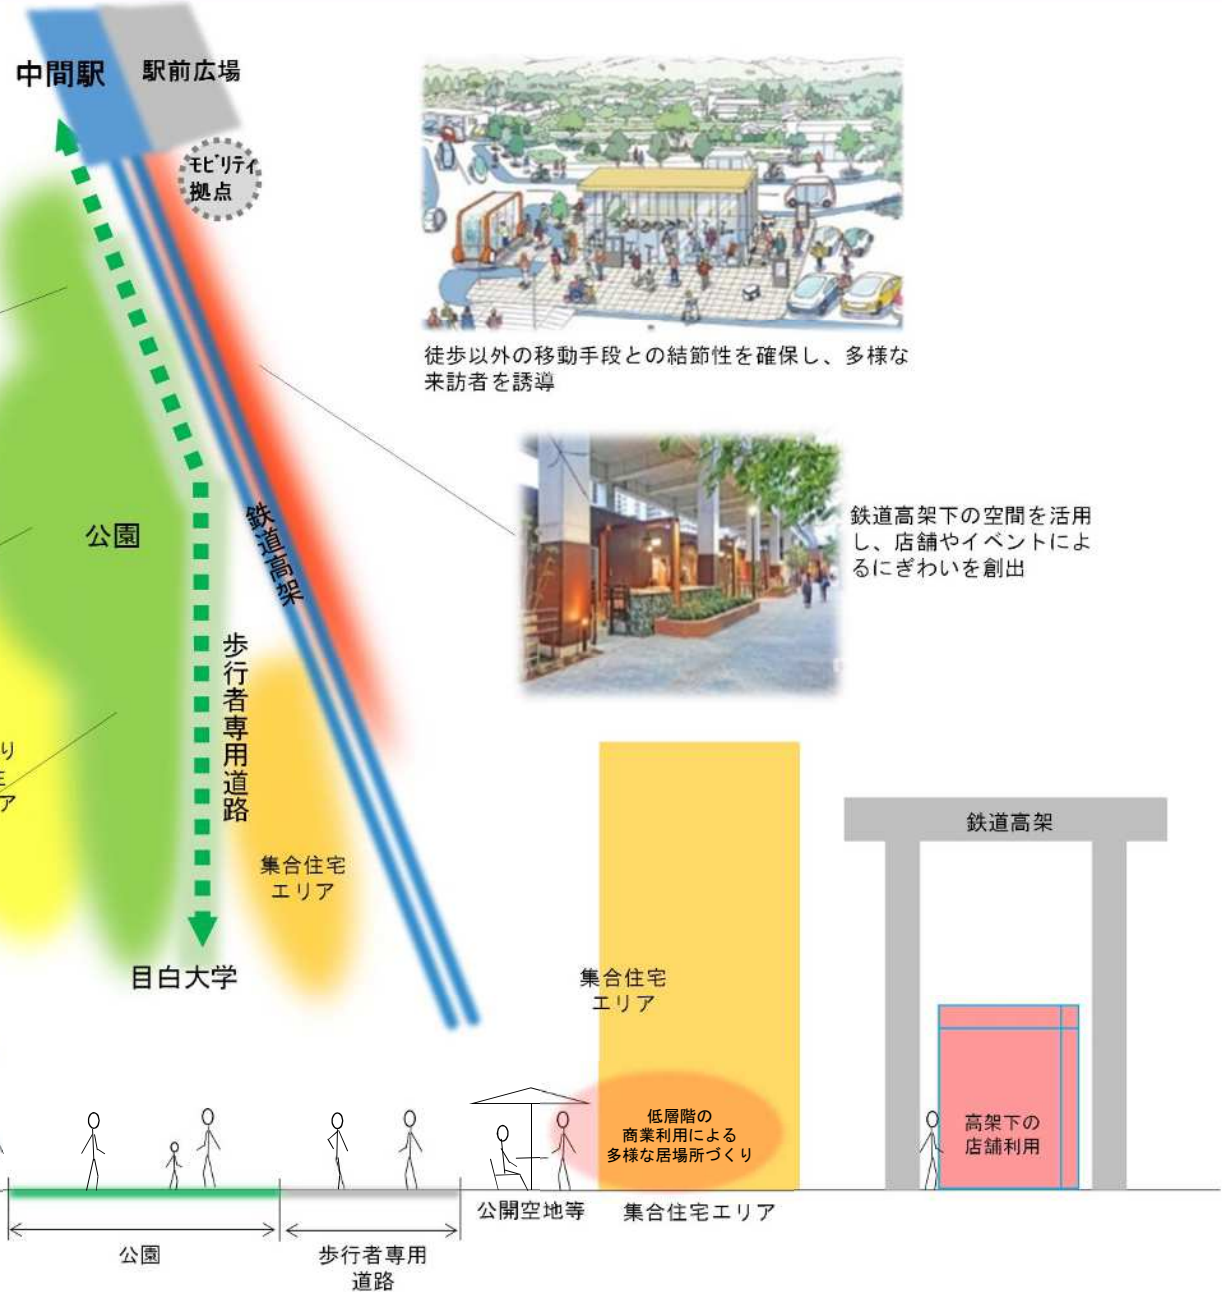 中間駅
駅前広場
モビリティ
拠点
徒歩以外の移動手段との結節性を確保し、多様な
来訪者を誘導
鉄道高架下の空間を活用
し、店舗やイベントによ
るにぎわいを創出
鉄道高架
公園
歩行者専用道路
り
ア
集合住宅
エリア
目白大学
鉄道高架
集合住宅
エリア
低層階の
商業利用による
多様な居場所づくり
高架下の
店舗利用
公開空地等
集合住宅エリア
公園
歩行者専用
道路